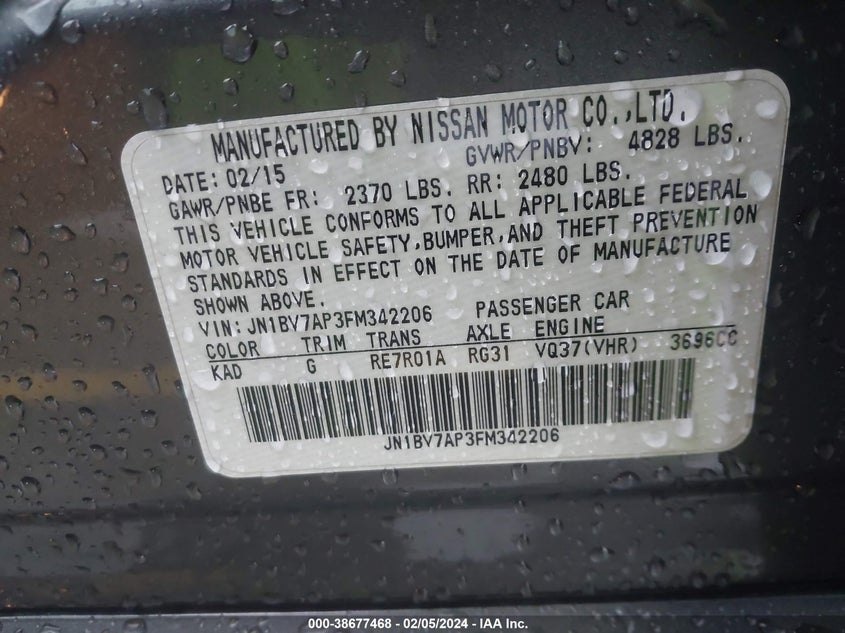 MANUFACTURED BY NISSAN MOTOR CO.,LTD.
DATE: 02/15 GVWR/PNBV: 4828 LBS.
GAWR/PNBE FR: 2370 LBS. RR: 2480 LBS.
THIS VEHICLE CONFORMS TO ALL APPLICABLE FEDERAL
MOTOR VEHICLE SAFETY,BUMPER,AND THEFT PREVENTION
STANDARDS IN EFFECT ON THE DATE OF MANUFACTURE
SHOWN ABOVE.
VIN: JN1BV7AP3FM342206 PASSENGER CAR
COLOR TRIM TRANS AXLE ENGINE
KAD G RE7R01A RG31 VQ37(VHR) 3696CC
JN1BV7AP3FM342206
000-38677468 - 02/05/2024 - IAA Inc.